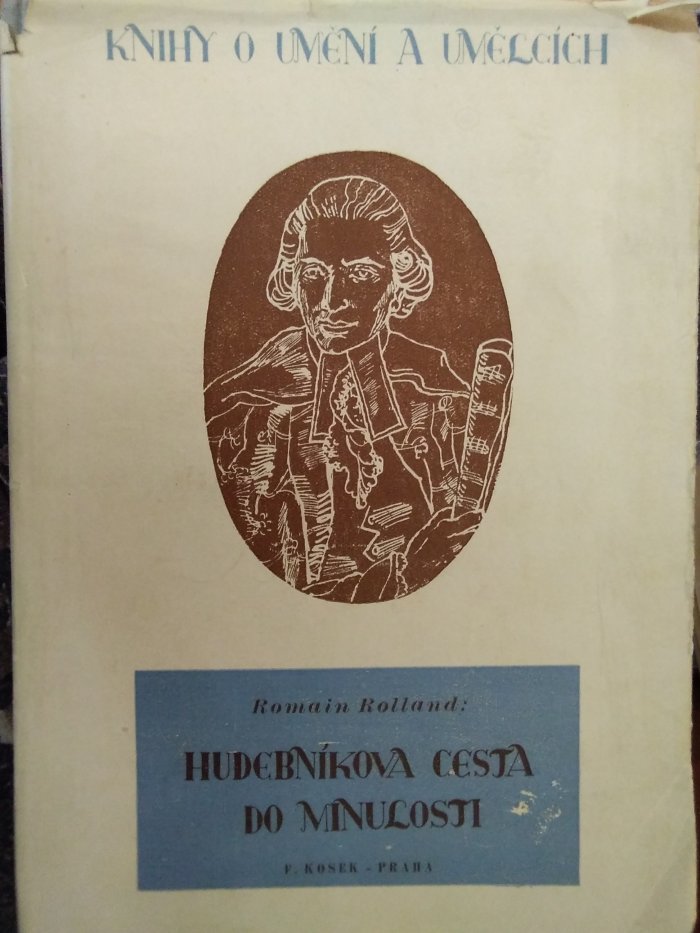 KNIHY O UMĚNÍ A UMĚLCÍCH
Romain Rolland:
HUDEBNÍKOVA CESTA
DO MINULOSTI
F. KOSEK - PRAHA